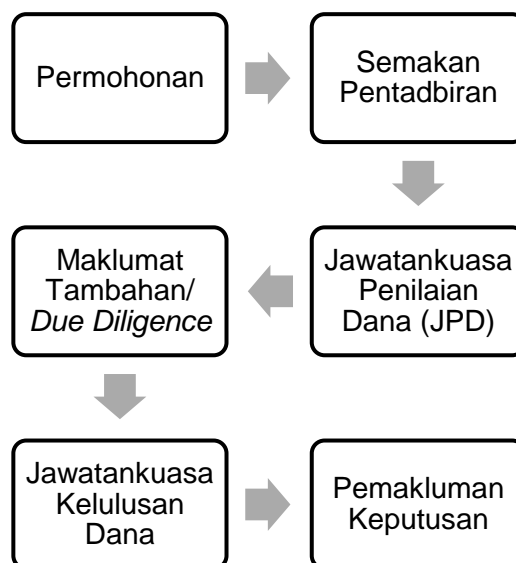 Permohonan
Semakan
Pentadbiran
Jawatankuasa
Penilaian
Dana (JPD)
Maklumat
Tambahan/
Due Diligence
Jawatankuasa
Kelulusan
Dana
Pemakluman
Keputusan